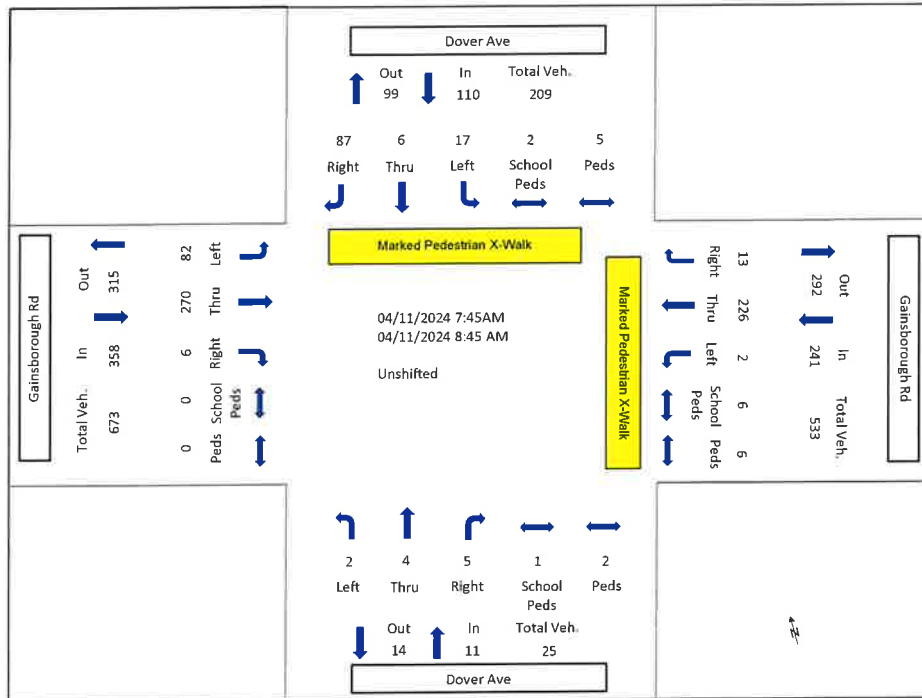 Dover Ave
Out In Total Veh.
99 110 209
87 6 17 2 5
Right Thru Left School Peds Peds
Marked Pedestrian X-Walk
Gainsborough Rd
Out 315
In 358
Total Veh. 673
82 Left
270 Thru
6 Right
0 School Peds
0 Peds
04/11/2024 7:45AM
04/11/2024 8:45 AM
Unshifted
Marked Pedestrian X-Walk
Right 13
Thru 226
Left 2
School Peds 6
Peds 6
Out 292
In 241
Total Veh. 533
Gainsborough Rd
2 4 5 1 2
Left Thru Right School Peds Peds
Out In Total Veh.
14 11 25
Dover Ave
N